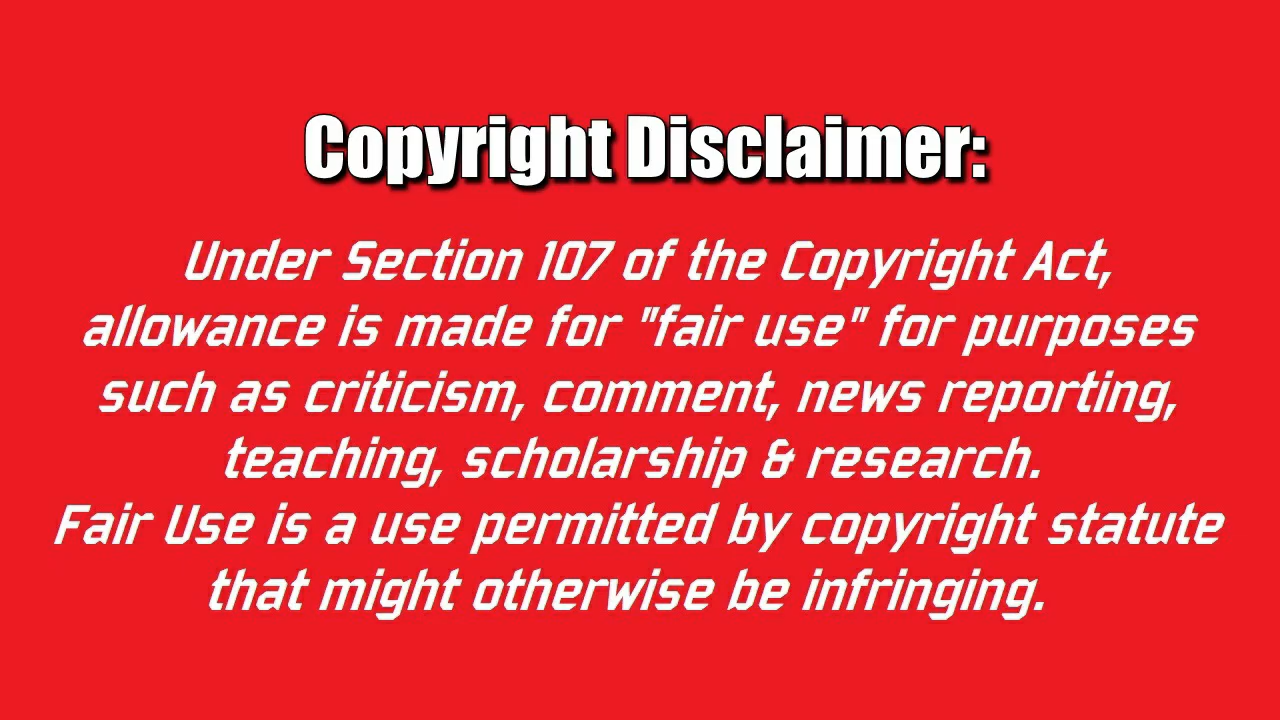 Copyright Disclaimer:
Under Section 107 of the Copyright Act,
allowance is made for "fair use" for purposes
such as criticism, comment, news reporting,
teaching, scholarship & research.
Fair Use is a use permitted by copyright statute
that might otherwise be infringing.